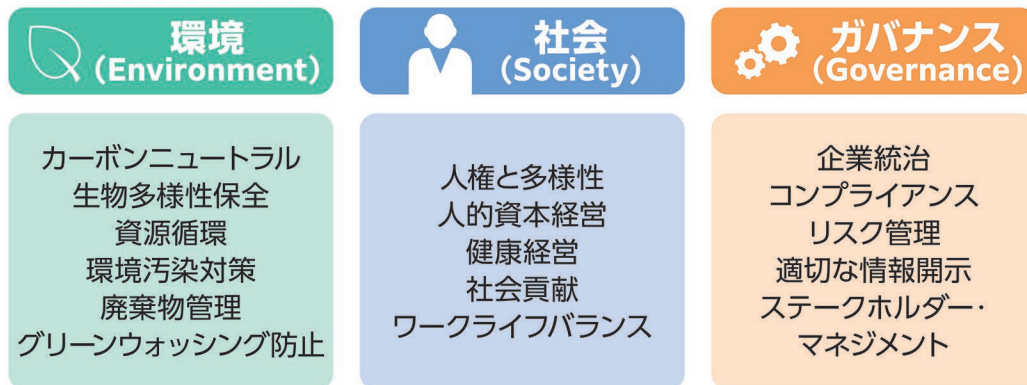 環境
(Environment)
カーボンニュートラル
生物多様性保全
資源循環
環境汚染対策
廃棄物管理
グリーンウォッシング防止
社会
(Society)
人権と多様性
人的資本経営
健康経営
社会貢献
ワークライフバランス
ガバナンス
(Governance)
企業統治
コンプライアンス
リスク管理
適切な情報開示
ステークホルダー・
マネジメント